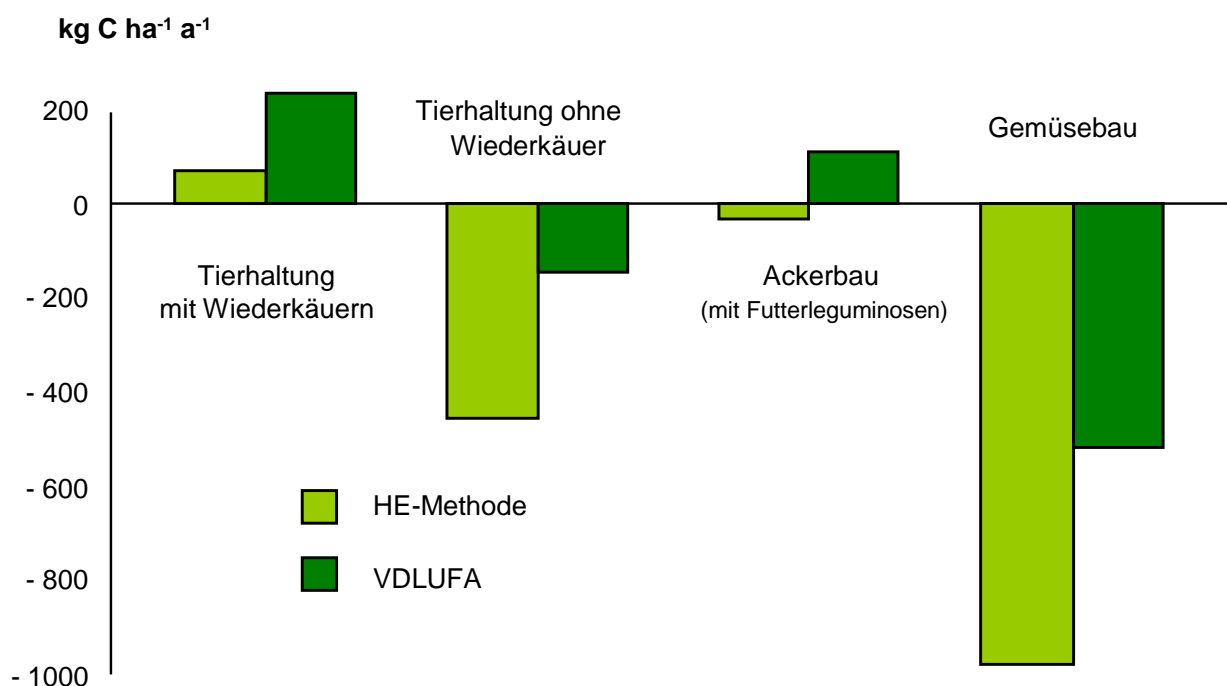 kg C ha⁻¹ a⁻¹
200
0
- 200
- 400
- 600
- 800
- 1000
Tierhaltung
mit Wiederkäuern
Tierhaltung ohne
Wiederkäuer
Ackerbau
(mit Futterleguminosen)
Gemüsebau
HE-Methode
VDLUFA